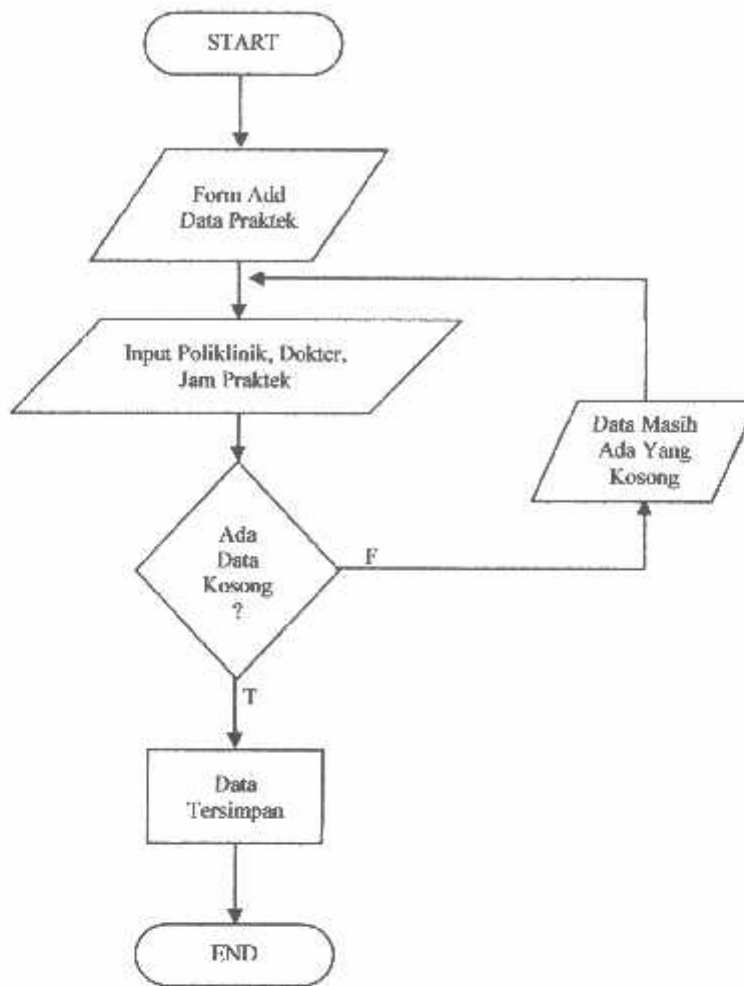 START
Form Add
Data Praktek
Input Poliklinik, Dokter,
Jam Praktek
Data Masih
Ada Yang
Kosong
Ada
Data
Kosong
?
F
T
Data
Tersimpan
END